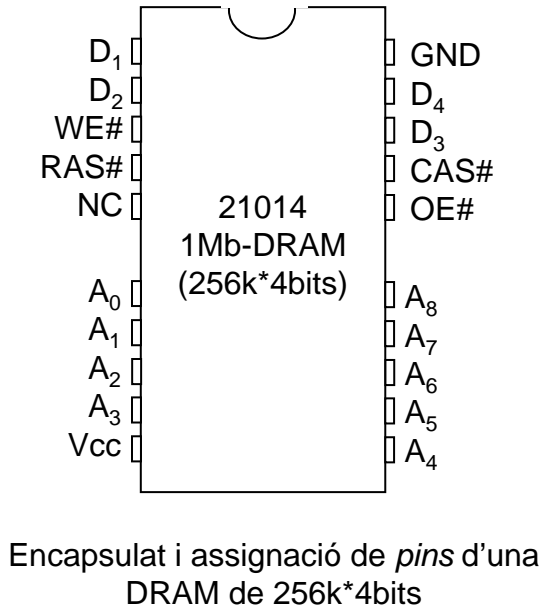 D1 GND
D2 D4
WE# D3
RAS# CAS#
NC OE#
21014
1Mb-DRAM
(256k*4bits)
A0 A8
A1 A7
A2 A6
A3 A5
Vcc A4
Encapsulat i assignació de pins d'una
DRAM de 256k*4bits